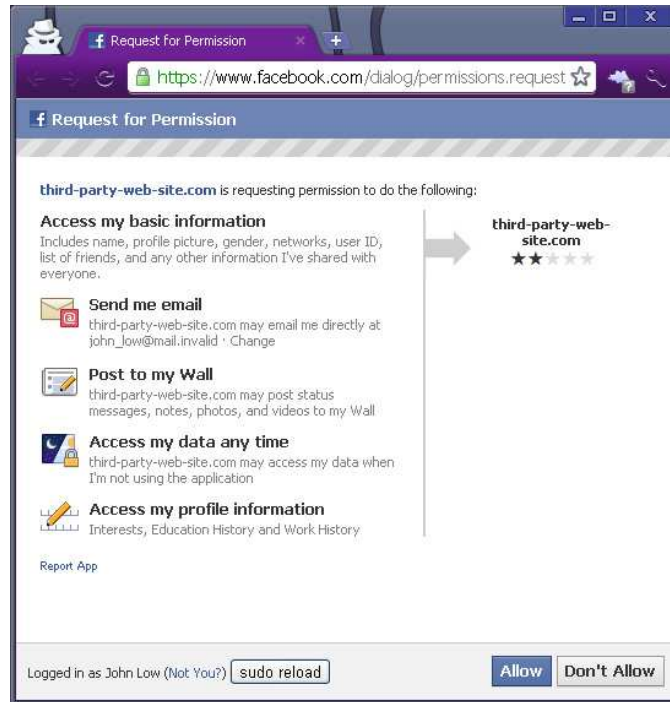 Request for Permission
https://www.facebook.com/dialog/permissions.request
f Request for Permission
third-party-web-site.com is requesting permission to do the following:
Access my basic information
Includes name, profile picture, gender, networks, user ID,
list of friends, and any other information I've shared with
everyone.
third-party-web-
site.com
Send me email
third-party-web-site.com may email me directly at
john_low@mail.invalid · Change
Post to my Wall
third-party-web-site.com may post status
messages, notes, photos, and videos to my Wall
Access my data any time
third-party-web-site.com may access my data when
I'm not using the application
Access my profile information
Interests, Education History and Work History
Report App
Logged in as John Low (Not You?) sudo reload
Allow Don't Allow